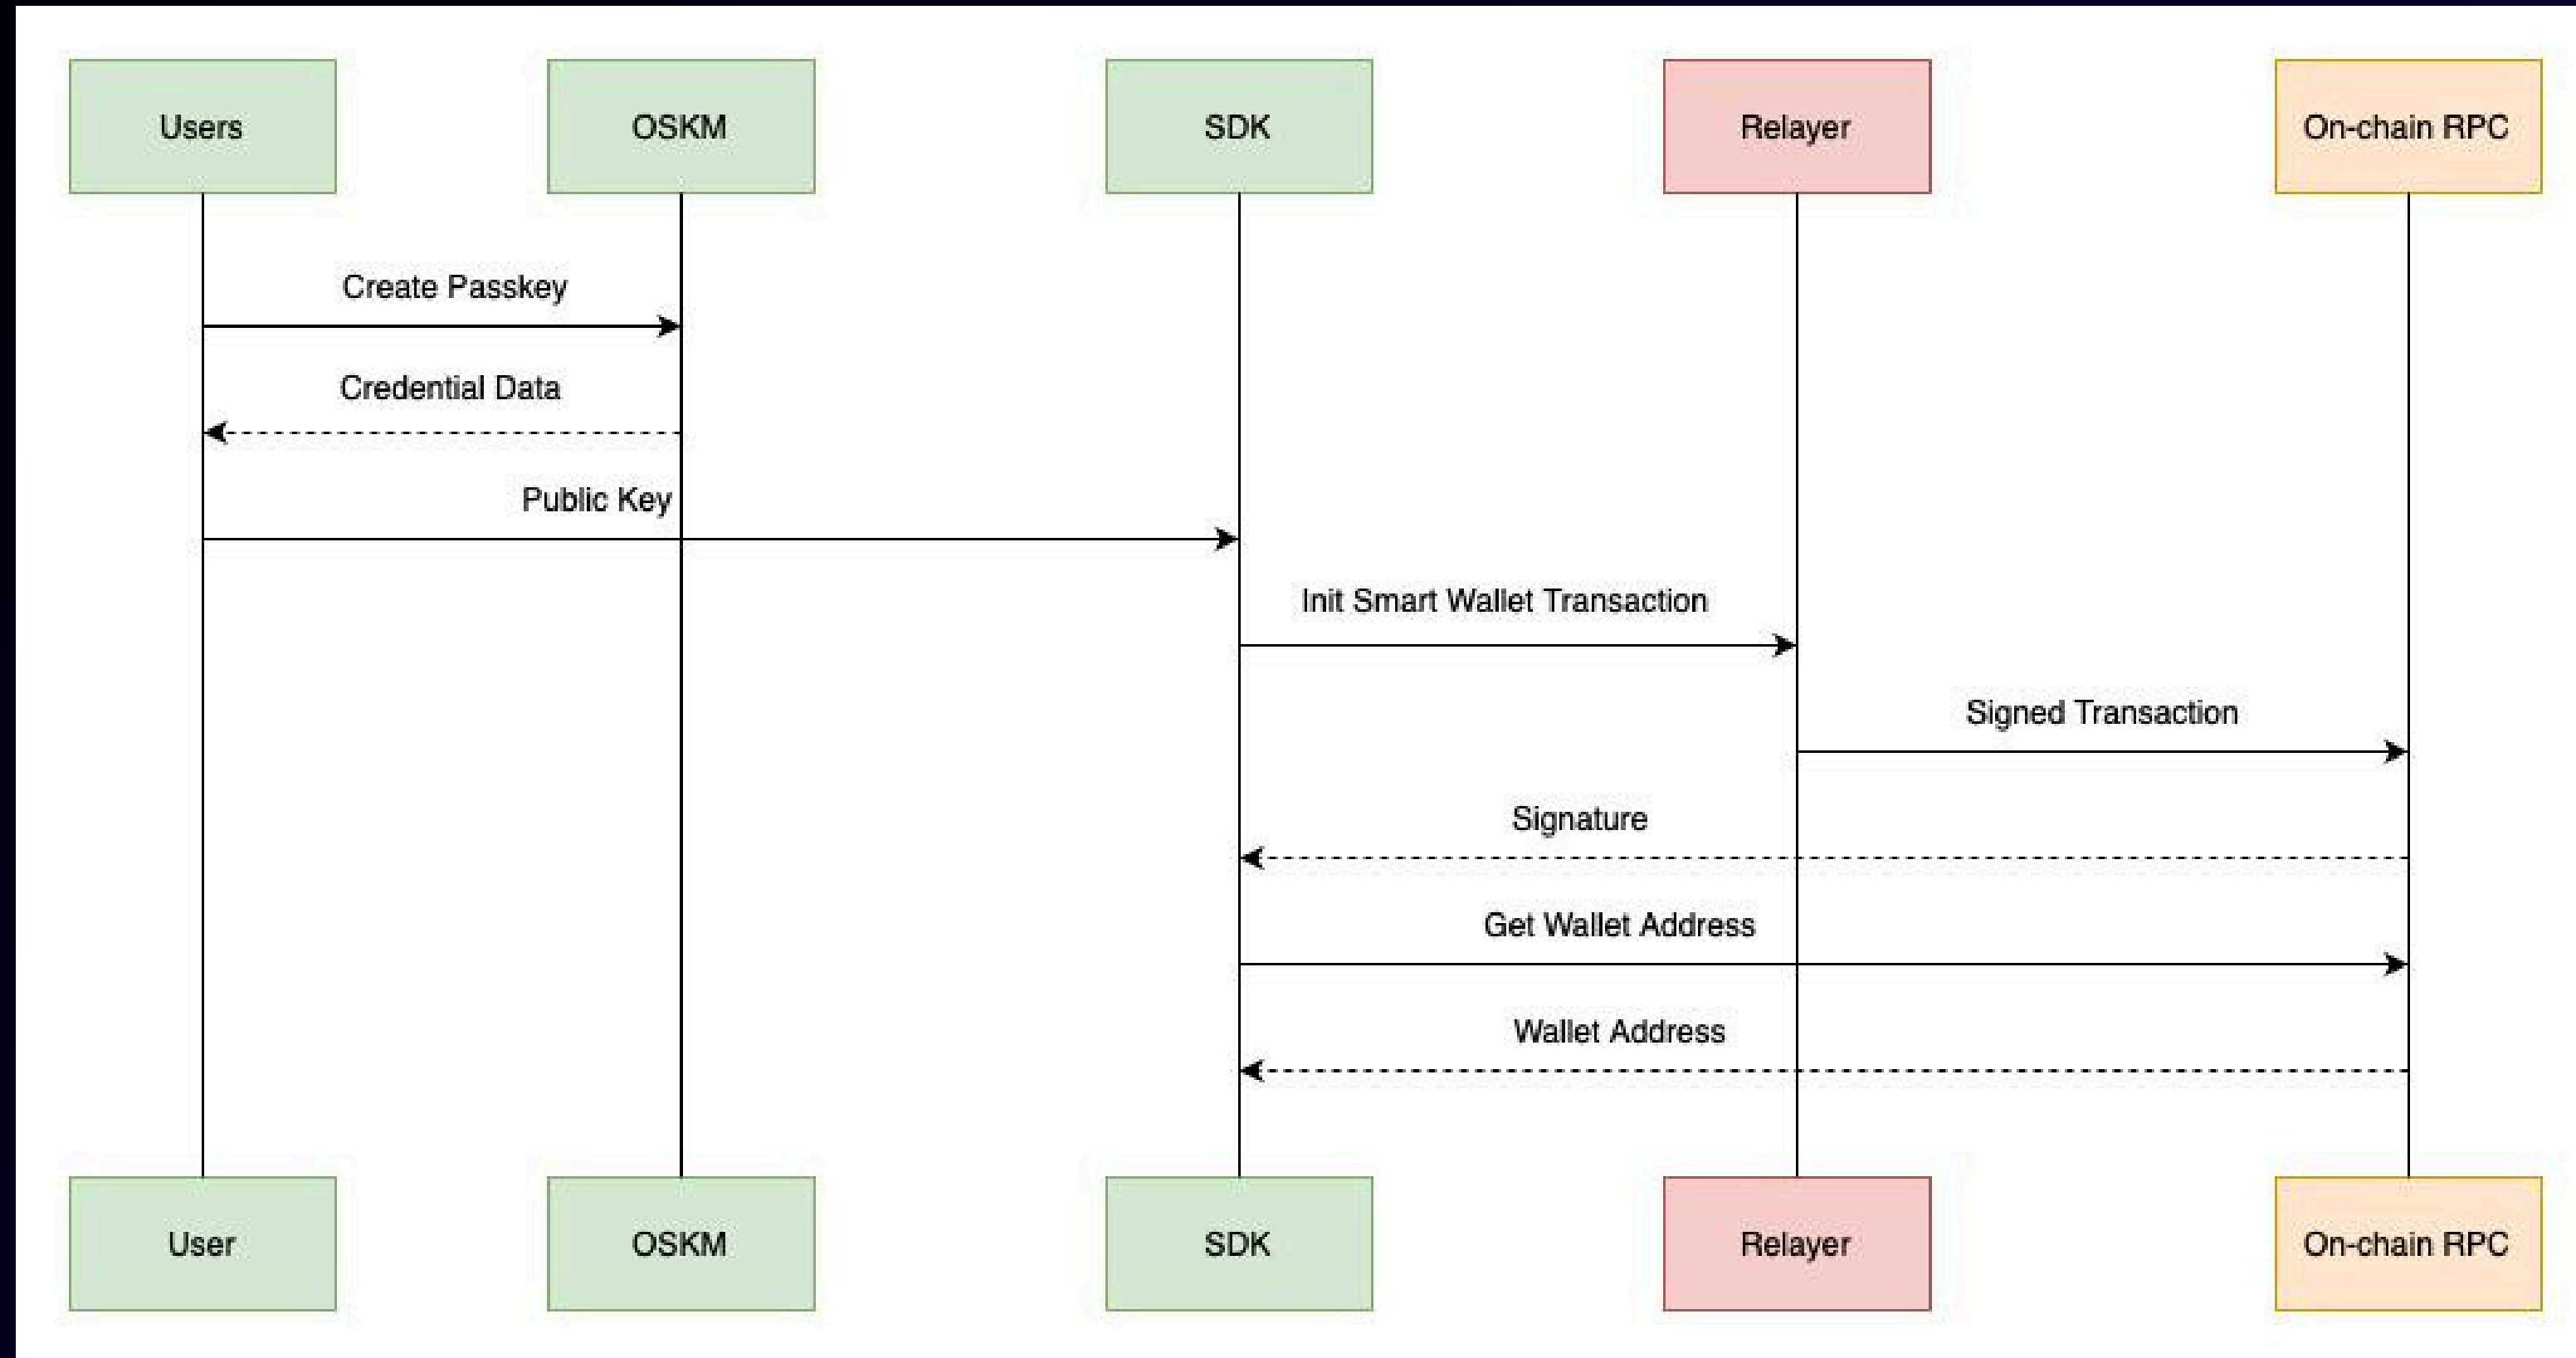 Users
OSKM
SDK
Relayer
On-chain RPC
Create Passkey
Credential Data
Public Key
Init Smart Wallet Transaction
Signed Transaction
Signature
Get Wallet Address
Wallet Address
User
OSKM
SDK
Relayer
On-chain RPC